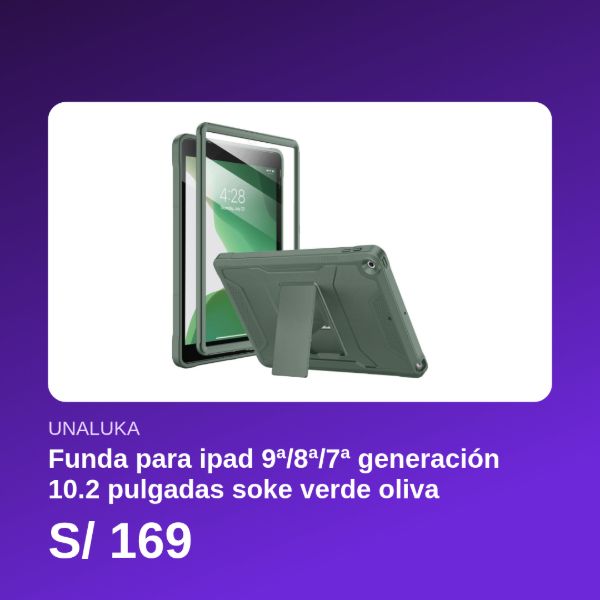 4:28
UNALUKA
Funda para ipad 9ª/8ª/7ª generación
10.2 pulgadas soke verde oliva
S/ 169